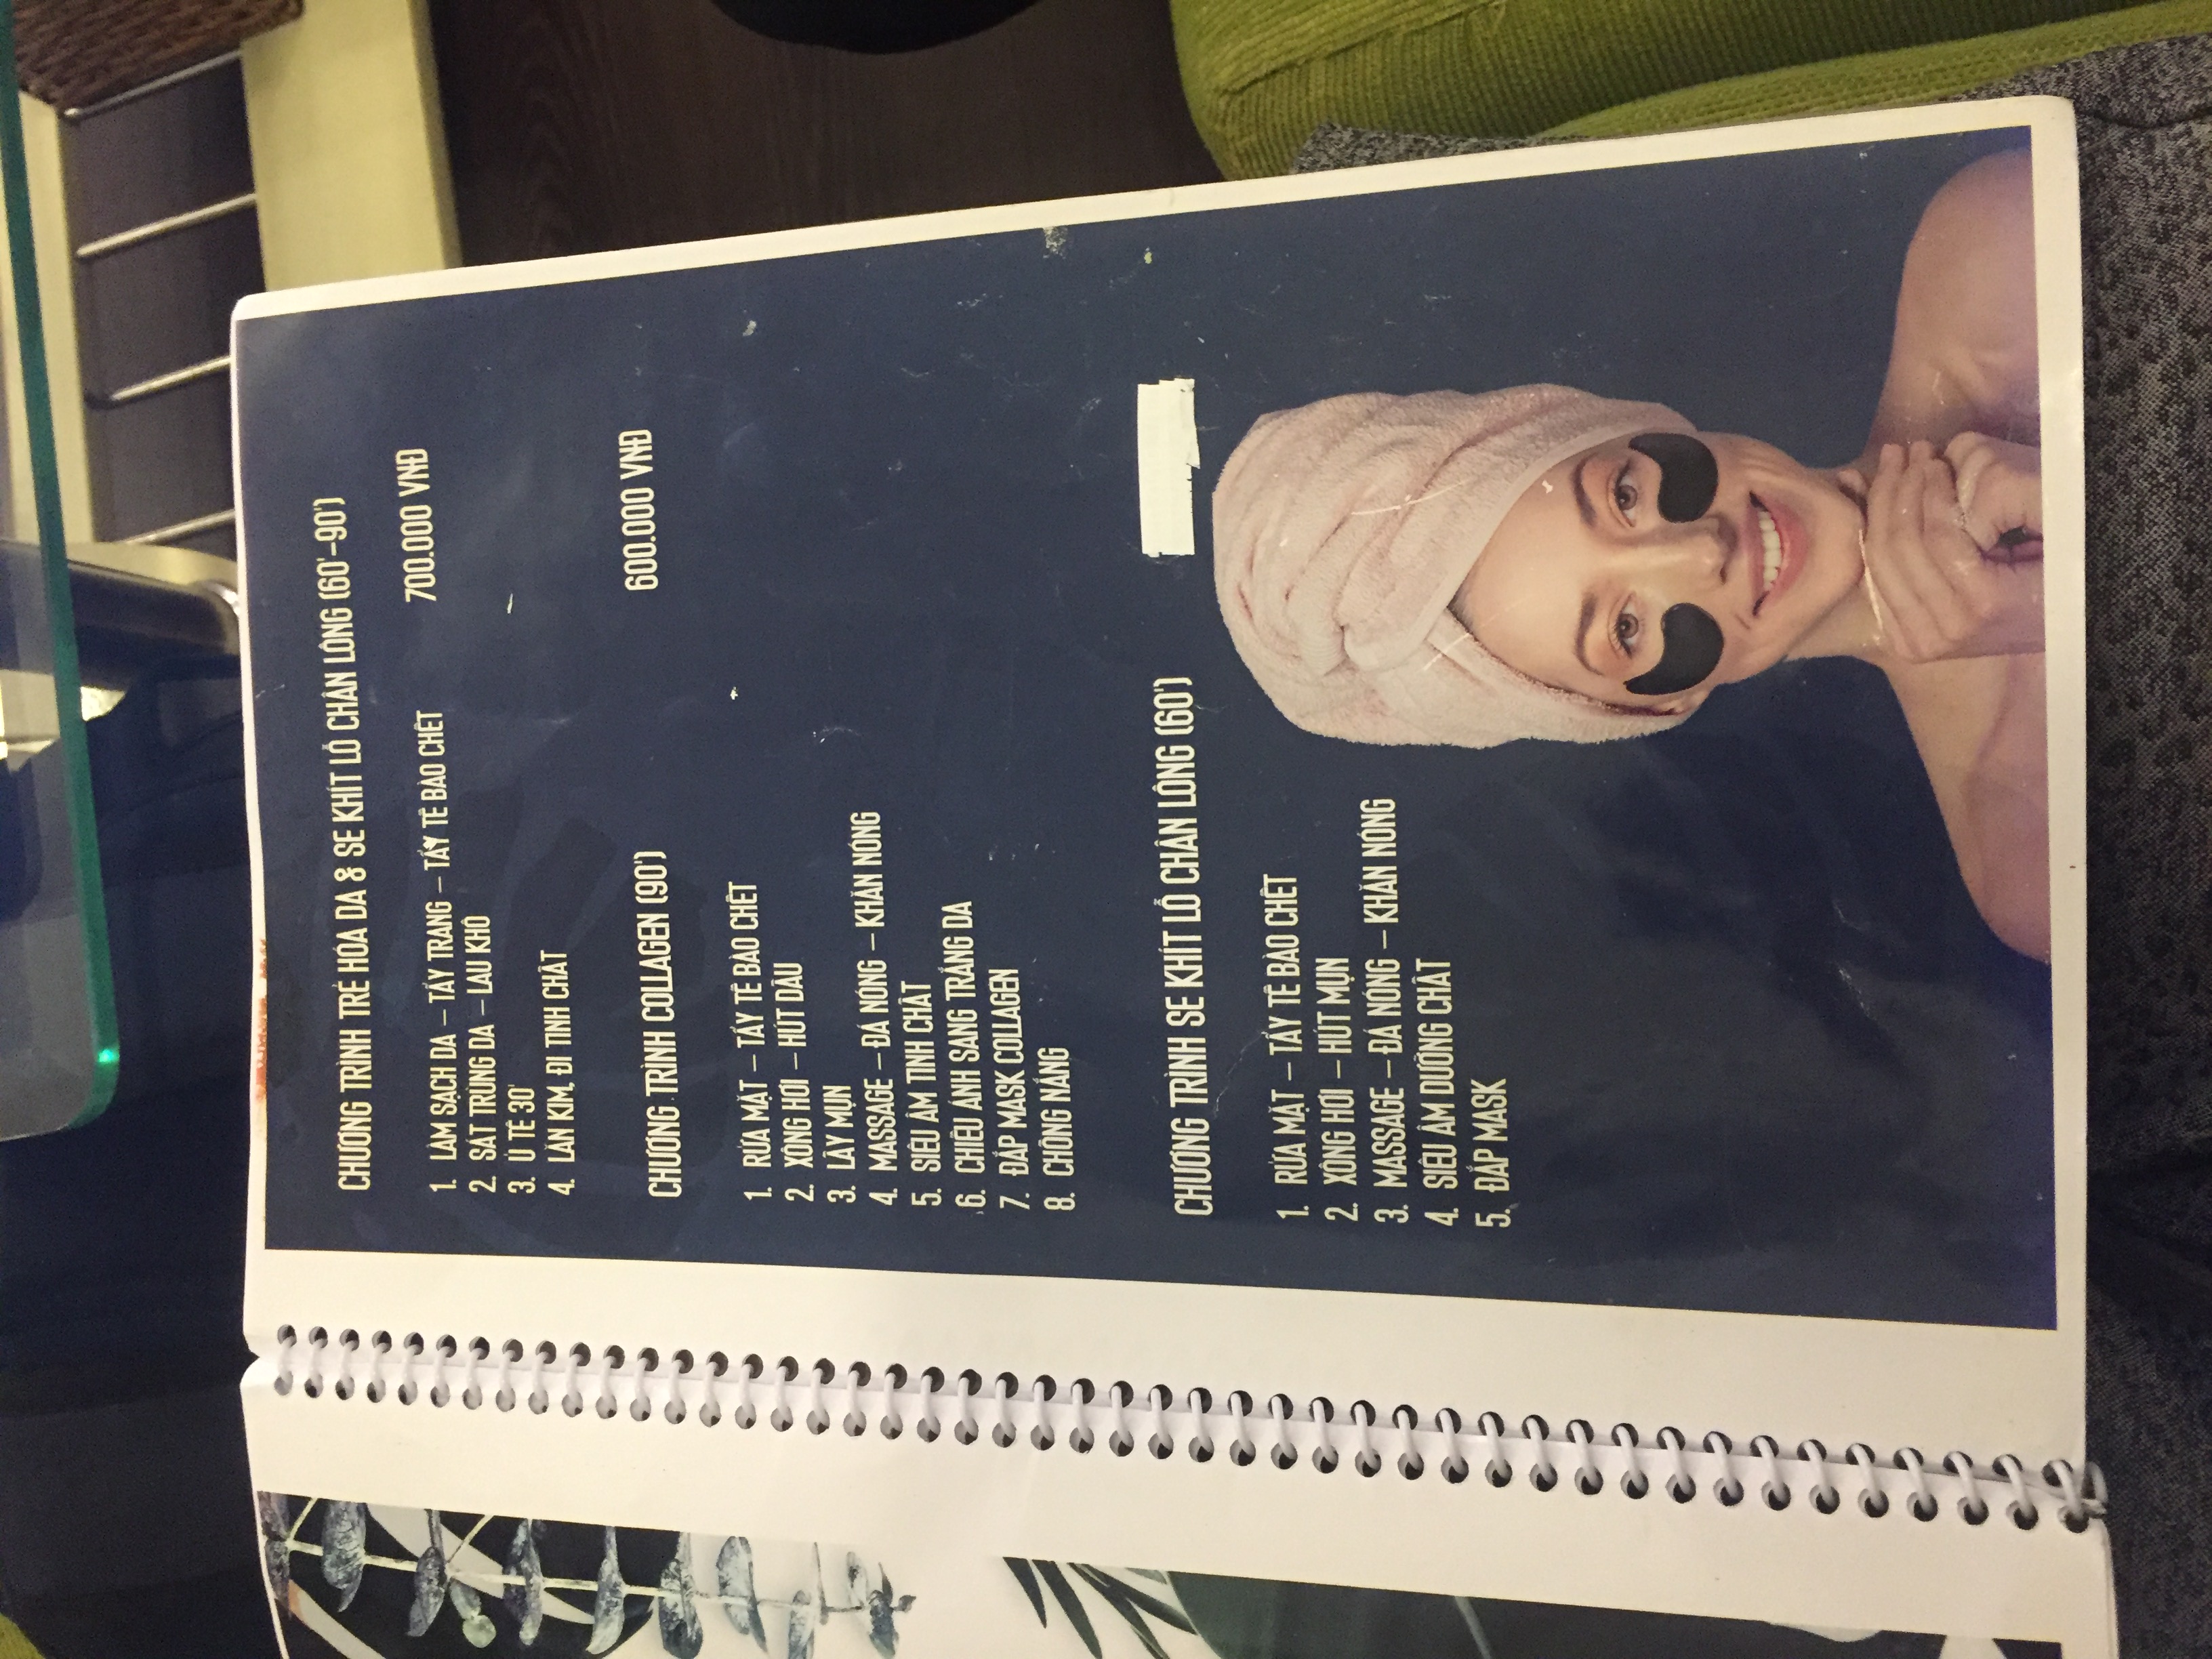 CHƯƠNG TRÌNH TRẺ HÓA DA & SE KHÍT LỖ CHÂN LÔNG (60'-90')
700.000 VNĐ
1. LÀM SẠCH DA – TẨY TRANG – TẨY TẾ BÀO CHẾT
2. SÁT TRÙNG DA – LAU KHÔ
3. Ủ TÊ 30'
4. LĂN KIM, ĐI TINH CHẤT
CHƯƠNG TRÌNH COLLAGEN (90') 600.000 VNĐ
1. RỬA MẶT – TẨY TẾ BÀO CHẾT
2. XÔNG HƠI – HÚT DẦU
3. LẤY MỤN
4. MASSAGE – ĐÁ NÓNG – KHĂN NÓNG
5. SIÊU ÂM TINH CHẤT
6. CHIẾU ÁNH SANG TRẮNG DA
7. ĐẮP MASK COLLAGEN
8. CHỐNG NẮNG
CHƯƠNG TRÌNH SE KHÍT LỖ CHÂN LÔNG (60')
1. RỬA MẶT – TẨY TẾ BÀO CHẾT
2. XÔNG HƠI – HÚT MỤN
3. MASSAGE – ĐÁ NÓNG – KHĂN NÓNG
4. SIÊU ÂM DƯỠNG CHẤT
5. ĐẮP MASK